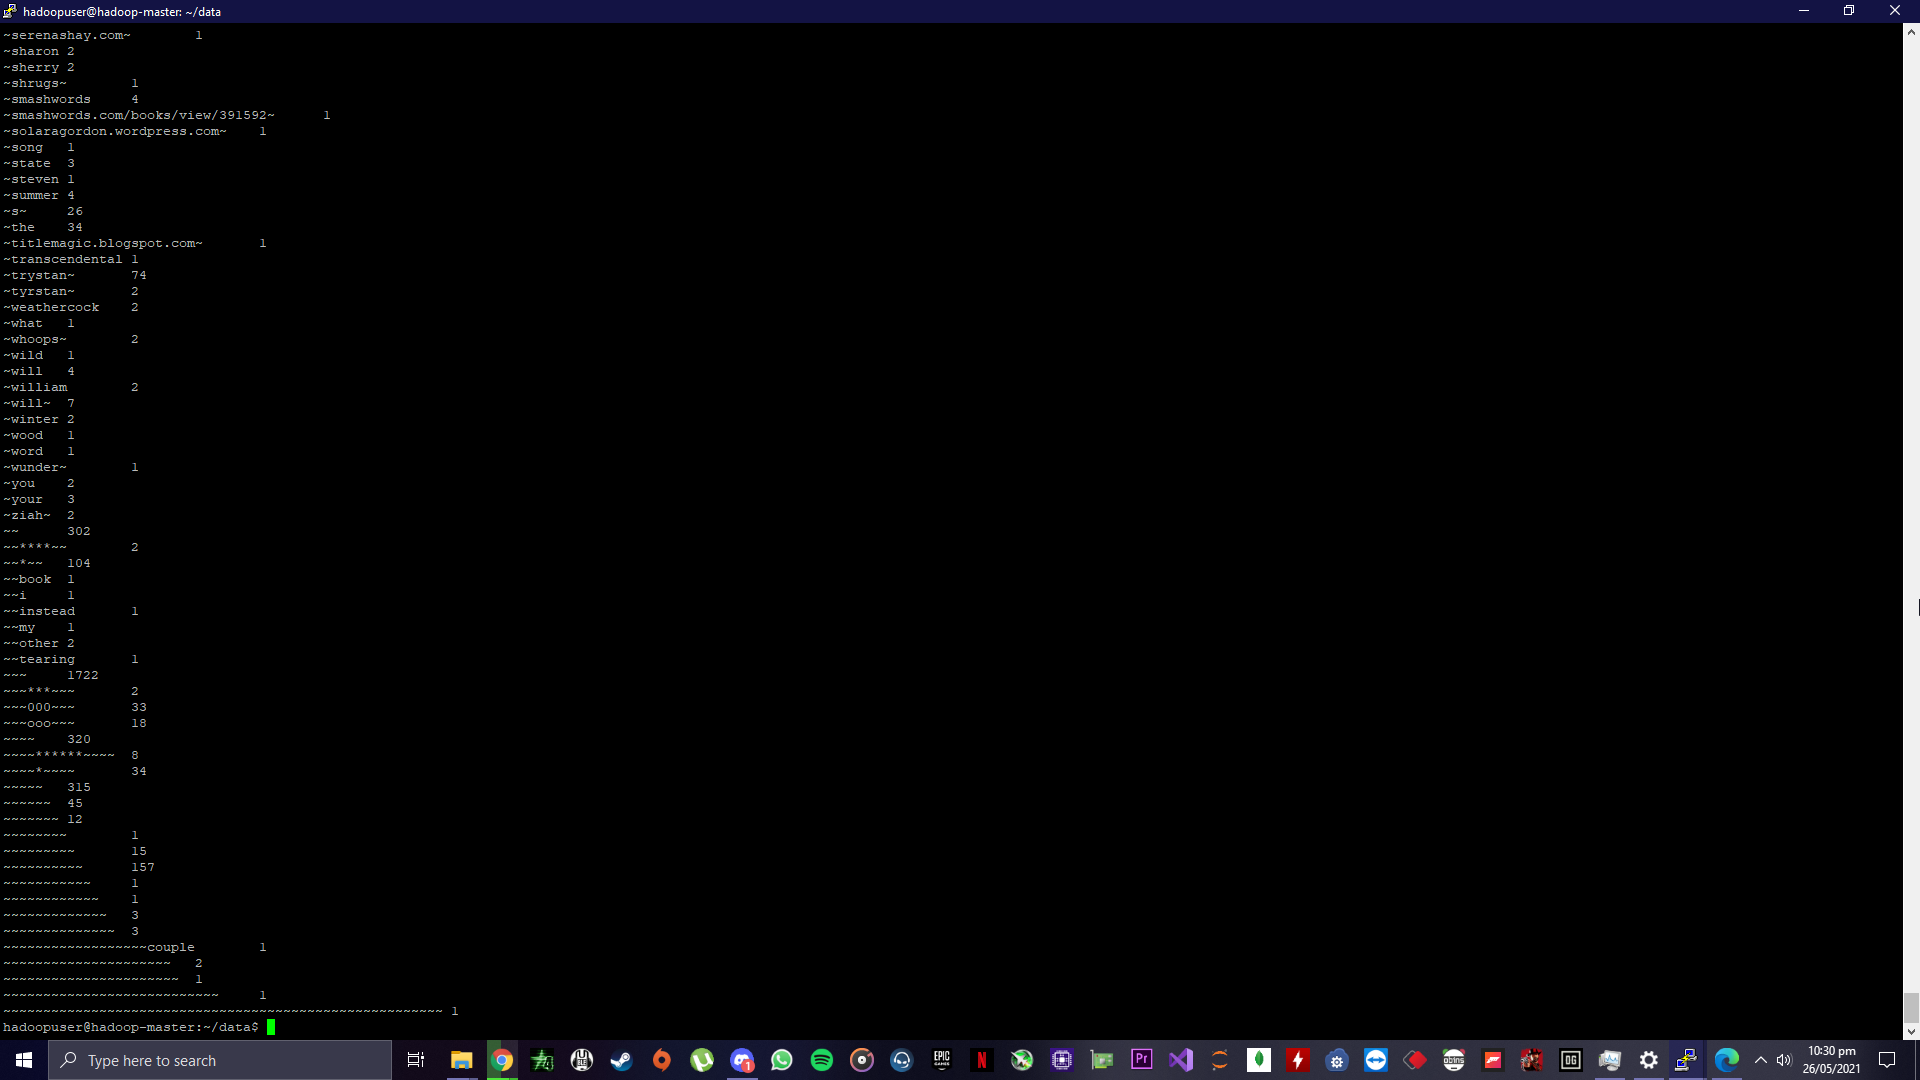 hadoopuser@hadoop-master: ~/data
~serenashay.com~ 1
~sharon 2
~sherry 2
~shrugs~ 1
~smashwords 4
~smashwords.com/books/view/391592~ 1
~solaragordon.wordpress.com~ 1
~song 1
~state 3
~steven 1
~summer 4
~s~ 26
~the 34
~titlemagic.blogspot.com~ 1
~transcendental 1
~trystan~ 74
~tyrstan~ 2
~weathercock 2
~what 1
~whoops~ 2
~wild 1
~will 4
~william 2
~will~ 7
~winter 2
~wood 1
~word 1
~wunder~ 1
~you 2
~your 3
~ziah~ 2
~~ 302
~~****~~ 2
~~*~~ 104
~~book 1
~~i 1
~~instead 1
~~my 1
~~other 2
~~tearing 1
~~~ 1722
~~~***~~~ 2
~~~000~~~ 33
~~~ooo~~~ 18
~~~~ 320
~~~~******~~~~ 8
~~~~*~~~~ 34
~~~~~ 315
~~~~~~ 45
~~~~~~~ 12
~~~~~~~~ 1
~~~~~~~~~ 15
~~~~~~~~~~ 157
~~~~~~~~~~~ 1
~~~~~~~~~~~~ 1
~~~~~~~~~~~~~ 3
~~~~~~~~~~~~~~ 3
~~~~~~~~~~~~~~~~~~couple 1
~~~~~~~~~~~~~~~~~~~~~ 2
~~~~~~~~~~~~~~~~~~~~~~ 1
~~~~~~~~~~~~~~~~~~~~~~~~~~~ 1
~~~~~~~~~~~~~~~~~~~~~~~~~~~~~~~~~~~~~~~~~~~~~~~~~~~~~~~ 1
hadoopuser@hadoop-master:~/data$
Type here to search
EPIC GAMES
N
Pr
OG
10:30 pm
26/05/2021